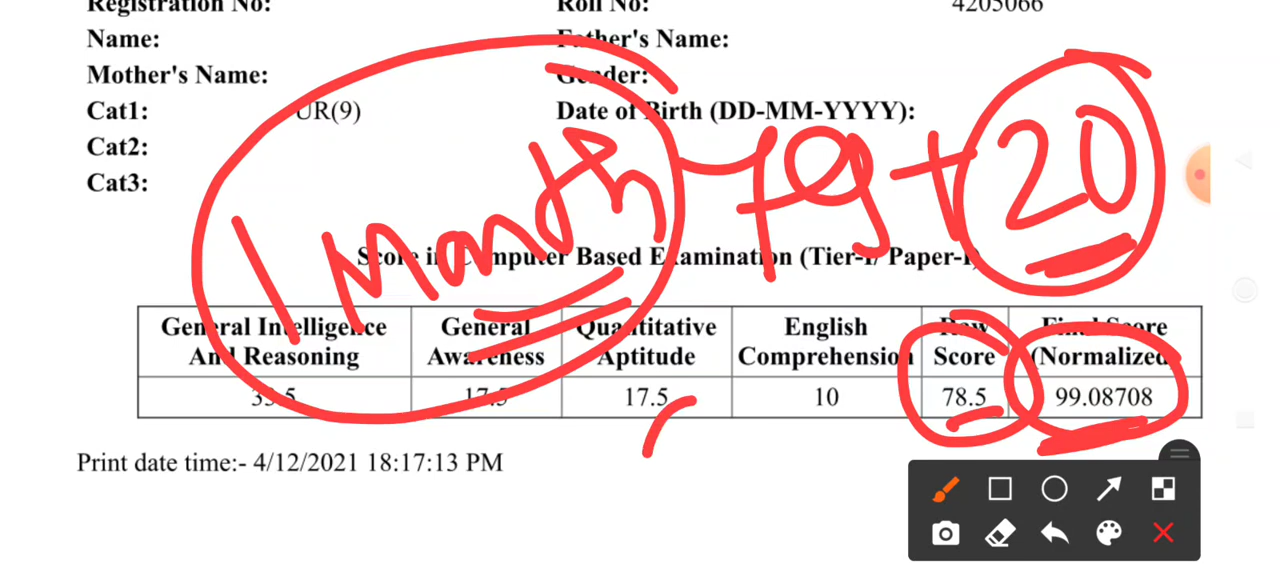 Registration No: Roll No: 4205066
Name: Father's Name:
Mother's Name: Gender:
Cat1: UR(9) Date of Birth (DD-MM-YYYY):
Cat2:
Cat3:
1 Month 79+20
Score in Computer Based Examination (Tier-I/ Paper-I)
General Intelligence And Reasoning
General Awareness
Quantitative Aptitude
English Comprehension
Raw Score
Final Score (Normalized)
17.5
17.5
10
78.5
99.08708
Print date time:- 4/12/2021 18:17:13 PM